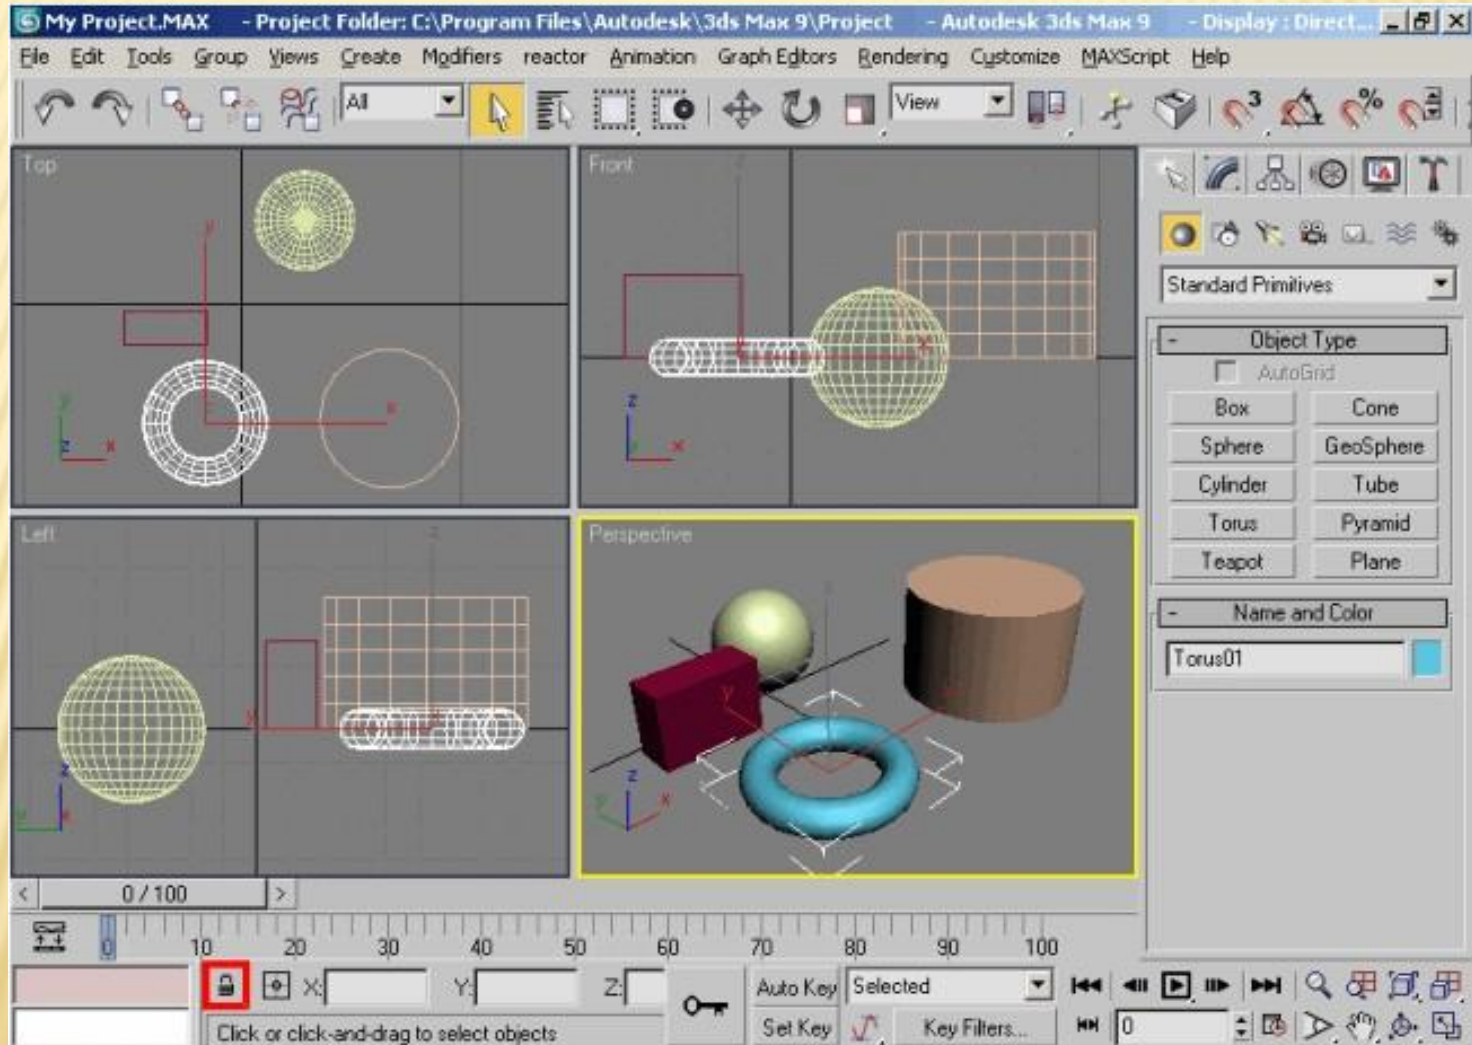 My Project.MAX - Project Folder: C:\Program Files\Autodesk\3ds Max 9\Project - Autodesk 3ds Max 9 - Display : Direct...
File Edit Tools Group Views Create Modifiers reactor Animation Graph Editors Rendering Customize MAXScript Help
All View 3 %
Top
y
x
y
z x
Front
z
x
z
x
Standard Primitives
- Object Type
AutoGrid
Box Cone
Sphere GeoSphere
Cylinder Tube
Torus Pyramid
Teapot Plane
- Name and Color
Torus01
Left
z
z
y x
Perspective
y
z
y x
< 0 / 100 >
0 10 20 30 40 50 60 70 80 90 100
X: Y: Z: Auto Key Selected
Click or click-and-drag to select objects Set Key Key Filters... 0